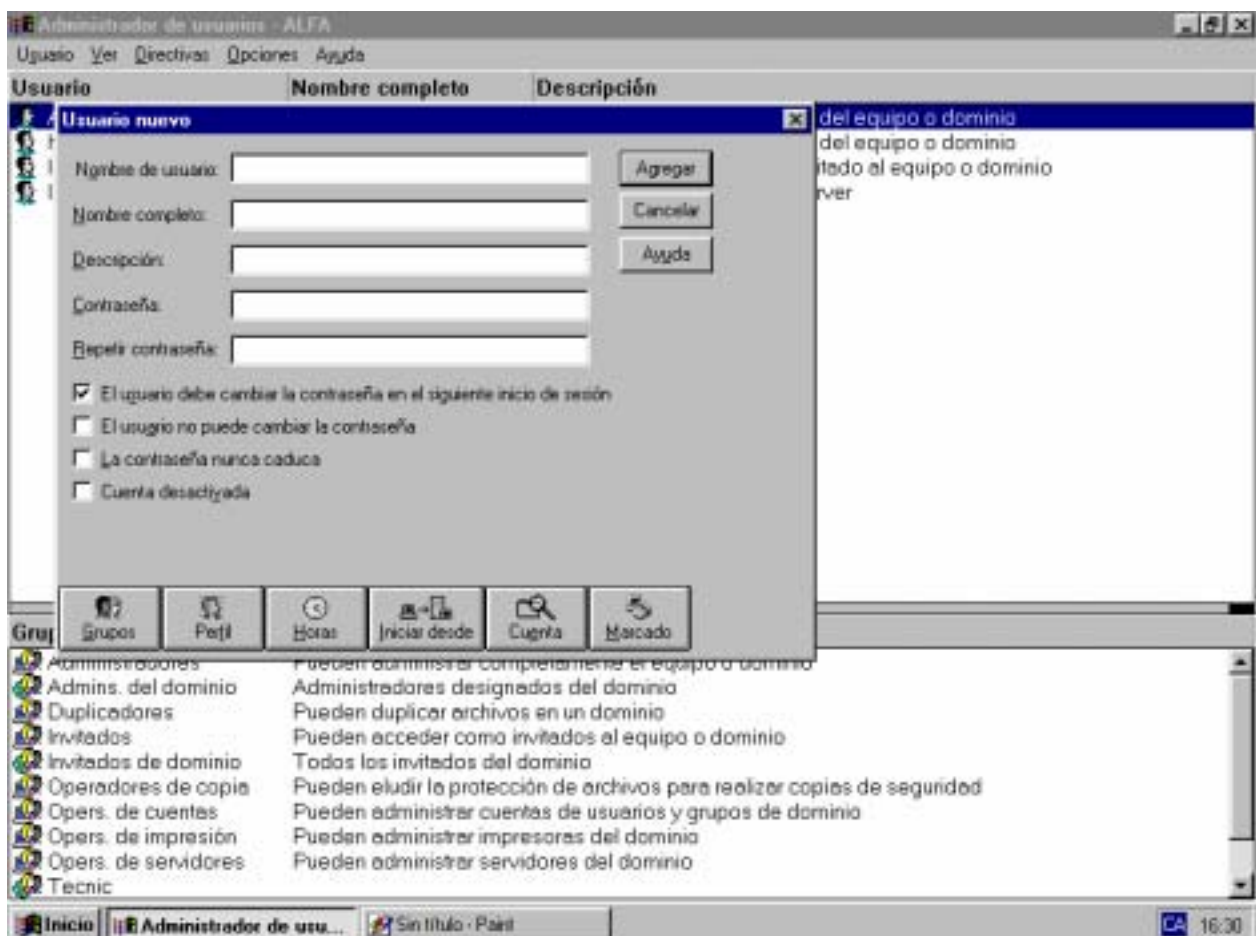 Administrador de usuarios - ALFA
Usuario Ver Directivas Opciones Ayuda
Usuario Nombre completo Descripción
Usuario nuevo
del equipo o dominio
del equipo o dominio
itado al equipo o dominio
rver
Nombre de usuario:
Agregar
Nombre completo:
Cancelar
Descripción:
Ayuda
Contraseña:
Repetir contraseña:
El usuario debe cambiar la contraseña en el siguiente inicio de sesión
El usuario no puede cambiar la contraseña
La contraseña nunca caduca
Cuenta desactivada
Grupos Perfil Horas Iniciar desde Cuenta Marcado
Grup
Administradores Pueden administrar completamente el equipo o dominio
Admins. del dominio Administradores designados del dominio
Duplicadores Pueden duplicar archivos en un dominio
Invitados Pueden acceder como invitados al equipo o dominio
Invitados de dominio Todos los invitados del dominio
Operadores de copia Pueden eludir la protección de archivos para realizar copias de seguridad
Opers. de cuentas Pueden administrar cuentas de usuarios y grupos de dominio
Opers. de impresión Pueden administrar impresoras del dominio
Opers. de servidores Pueden administrar servidores del dominio
Tecnic
Inicio Administrador de usu... Sin título - Paint CA 16:30